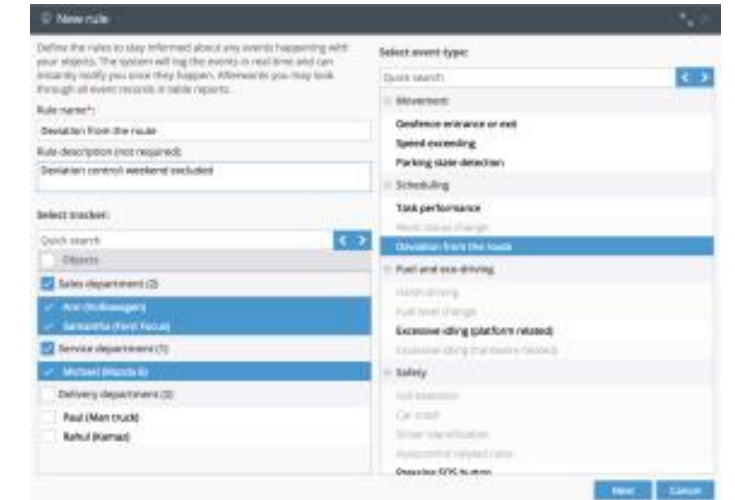 New rule
Define the rules to stay informed about any events happening with
your objects. The system will log the events in real time and can
instantly notify you once they happen. Afterwards you may look
through all event records in table reports.
Rule name*:
Deviation from the route
Rule description (not required):
Deviation control: weekend excluded
Select tracker:
Quick search
Objects
Sales department (2)
Ann (Volkswagen)
Samantha (Ford Focus)
Service department (1)
Michael (Mazda 6)
Delivery department (2)
Paul (Man truck)
Rahul (Kamaz)
Select event type:
Quick search
Movement
Geofence entrance or exit
Speed exceeding
Parking state detection
Scheduling
Task performance
Work status change
Deviation from the route
Fuel and eco-driving
Harsh driving
Fuel level change
Excessive idling (platform related)
Excessive idling (hardware related)
Safety
Car crash
Driver identification
Pressing SOS button
Next
Cancel